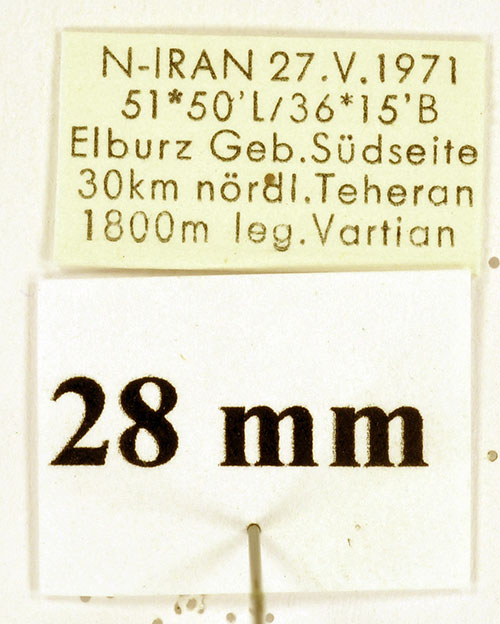 N-IRAN 27.V.1971
51*50'L/36*15'B
Elburz Geb.Südseite
30km nördl.Teheran
1800m leg.Vartian
28 mm